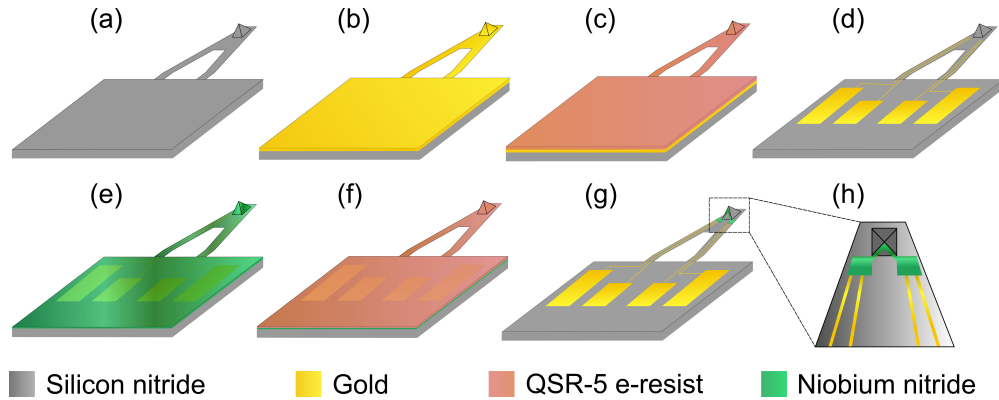 (a) (b) (c) (d)
(e) (f) (g) (h)
Silicon nitride Gold QSR-5 e-resist Niobium nitride